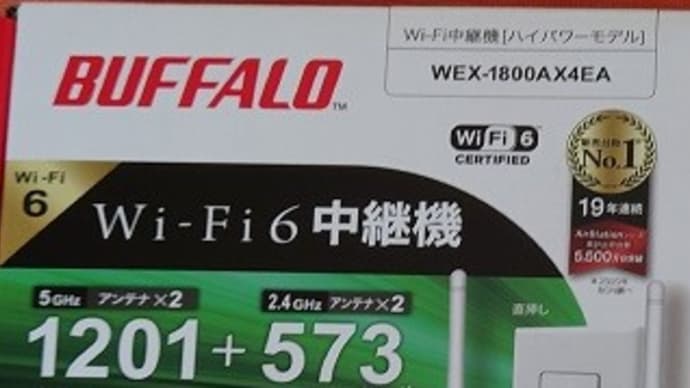 Wi-Fi中継機[ハイパワーモデル]
WEX-1800AX4EA
BUFFALO™
Wi Fi 6
CERTIFIED
No.1
19年連続
Wi-Fi
6
Wi-Fi 6 中継機
5GHz アンテナ×2
2.4GHz アンテナ×2
直挿し
1201+573